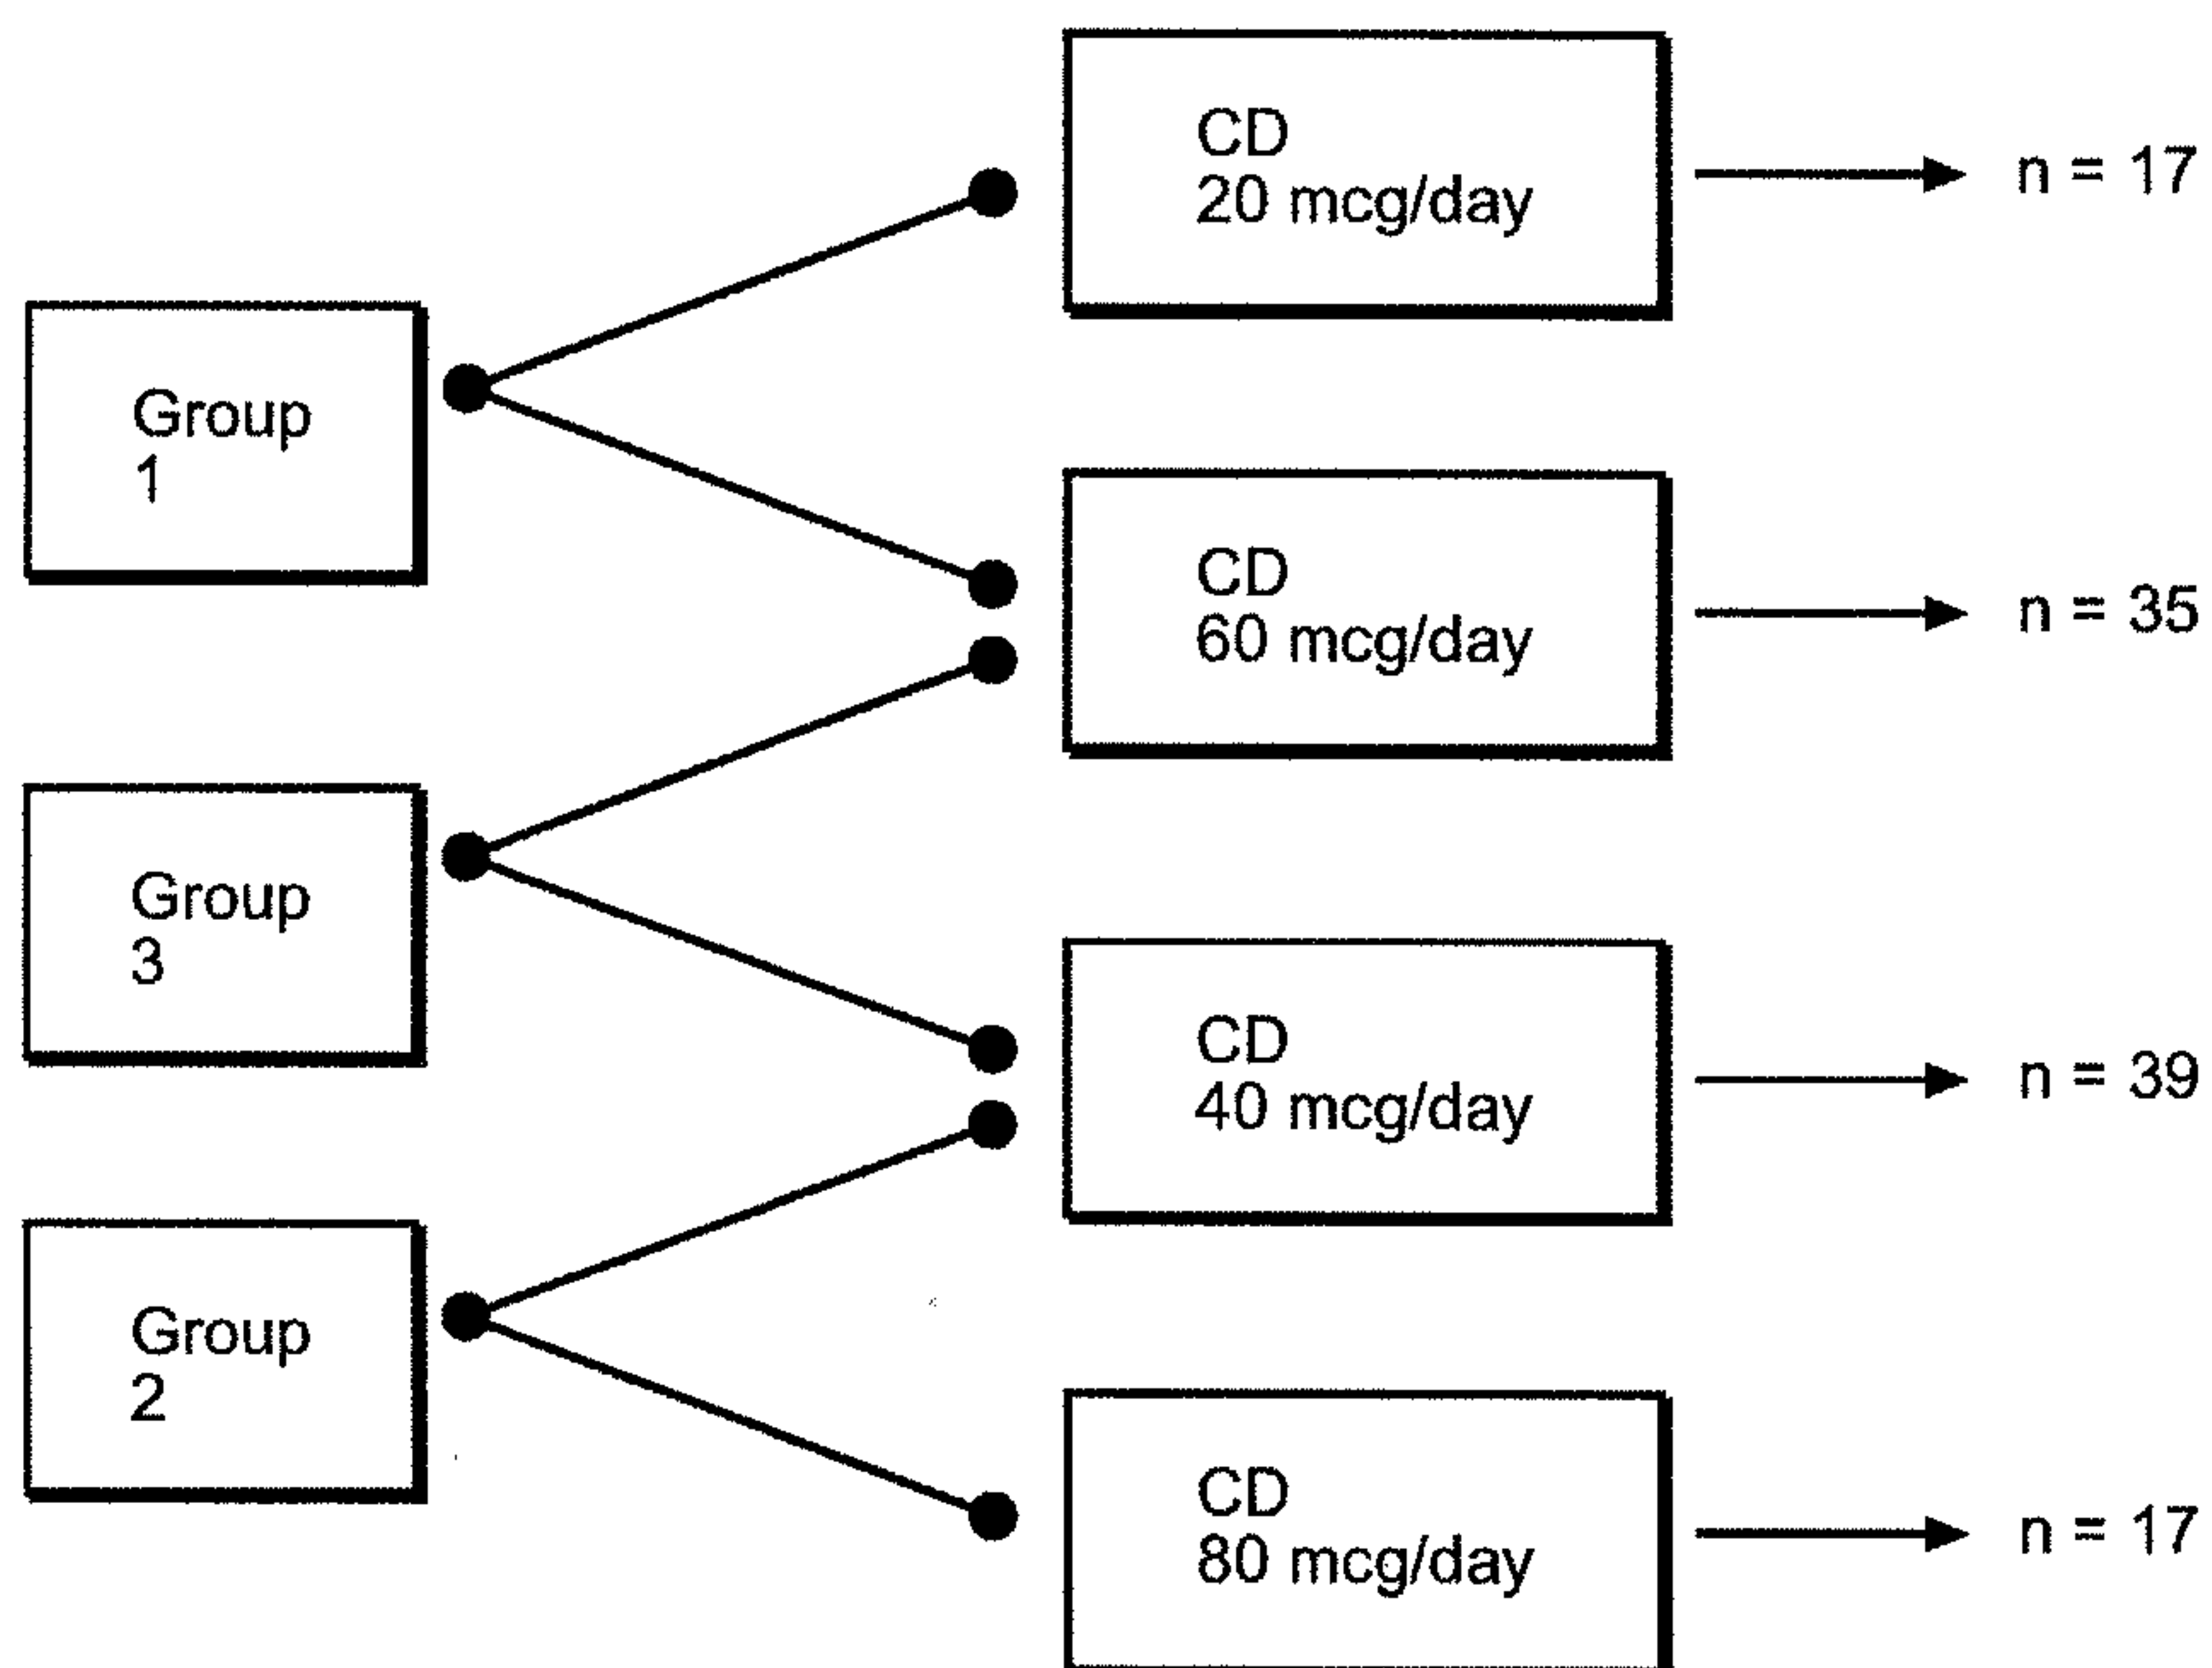 CD
20 mcg/day
n = 17
Group
1
CD
60 mcg/day
n = 35
Group
3
CD
40 mcg/day
n = 39
Group
2
CD
80 mcg/day
n = 17